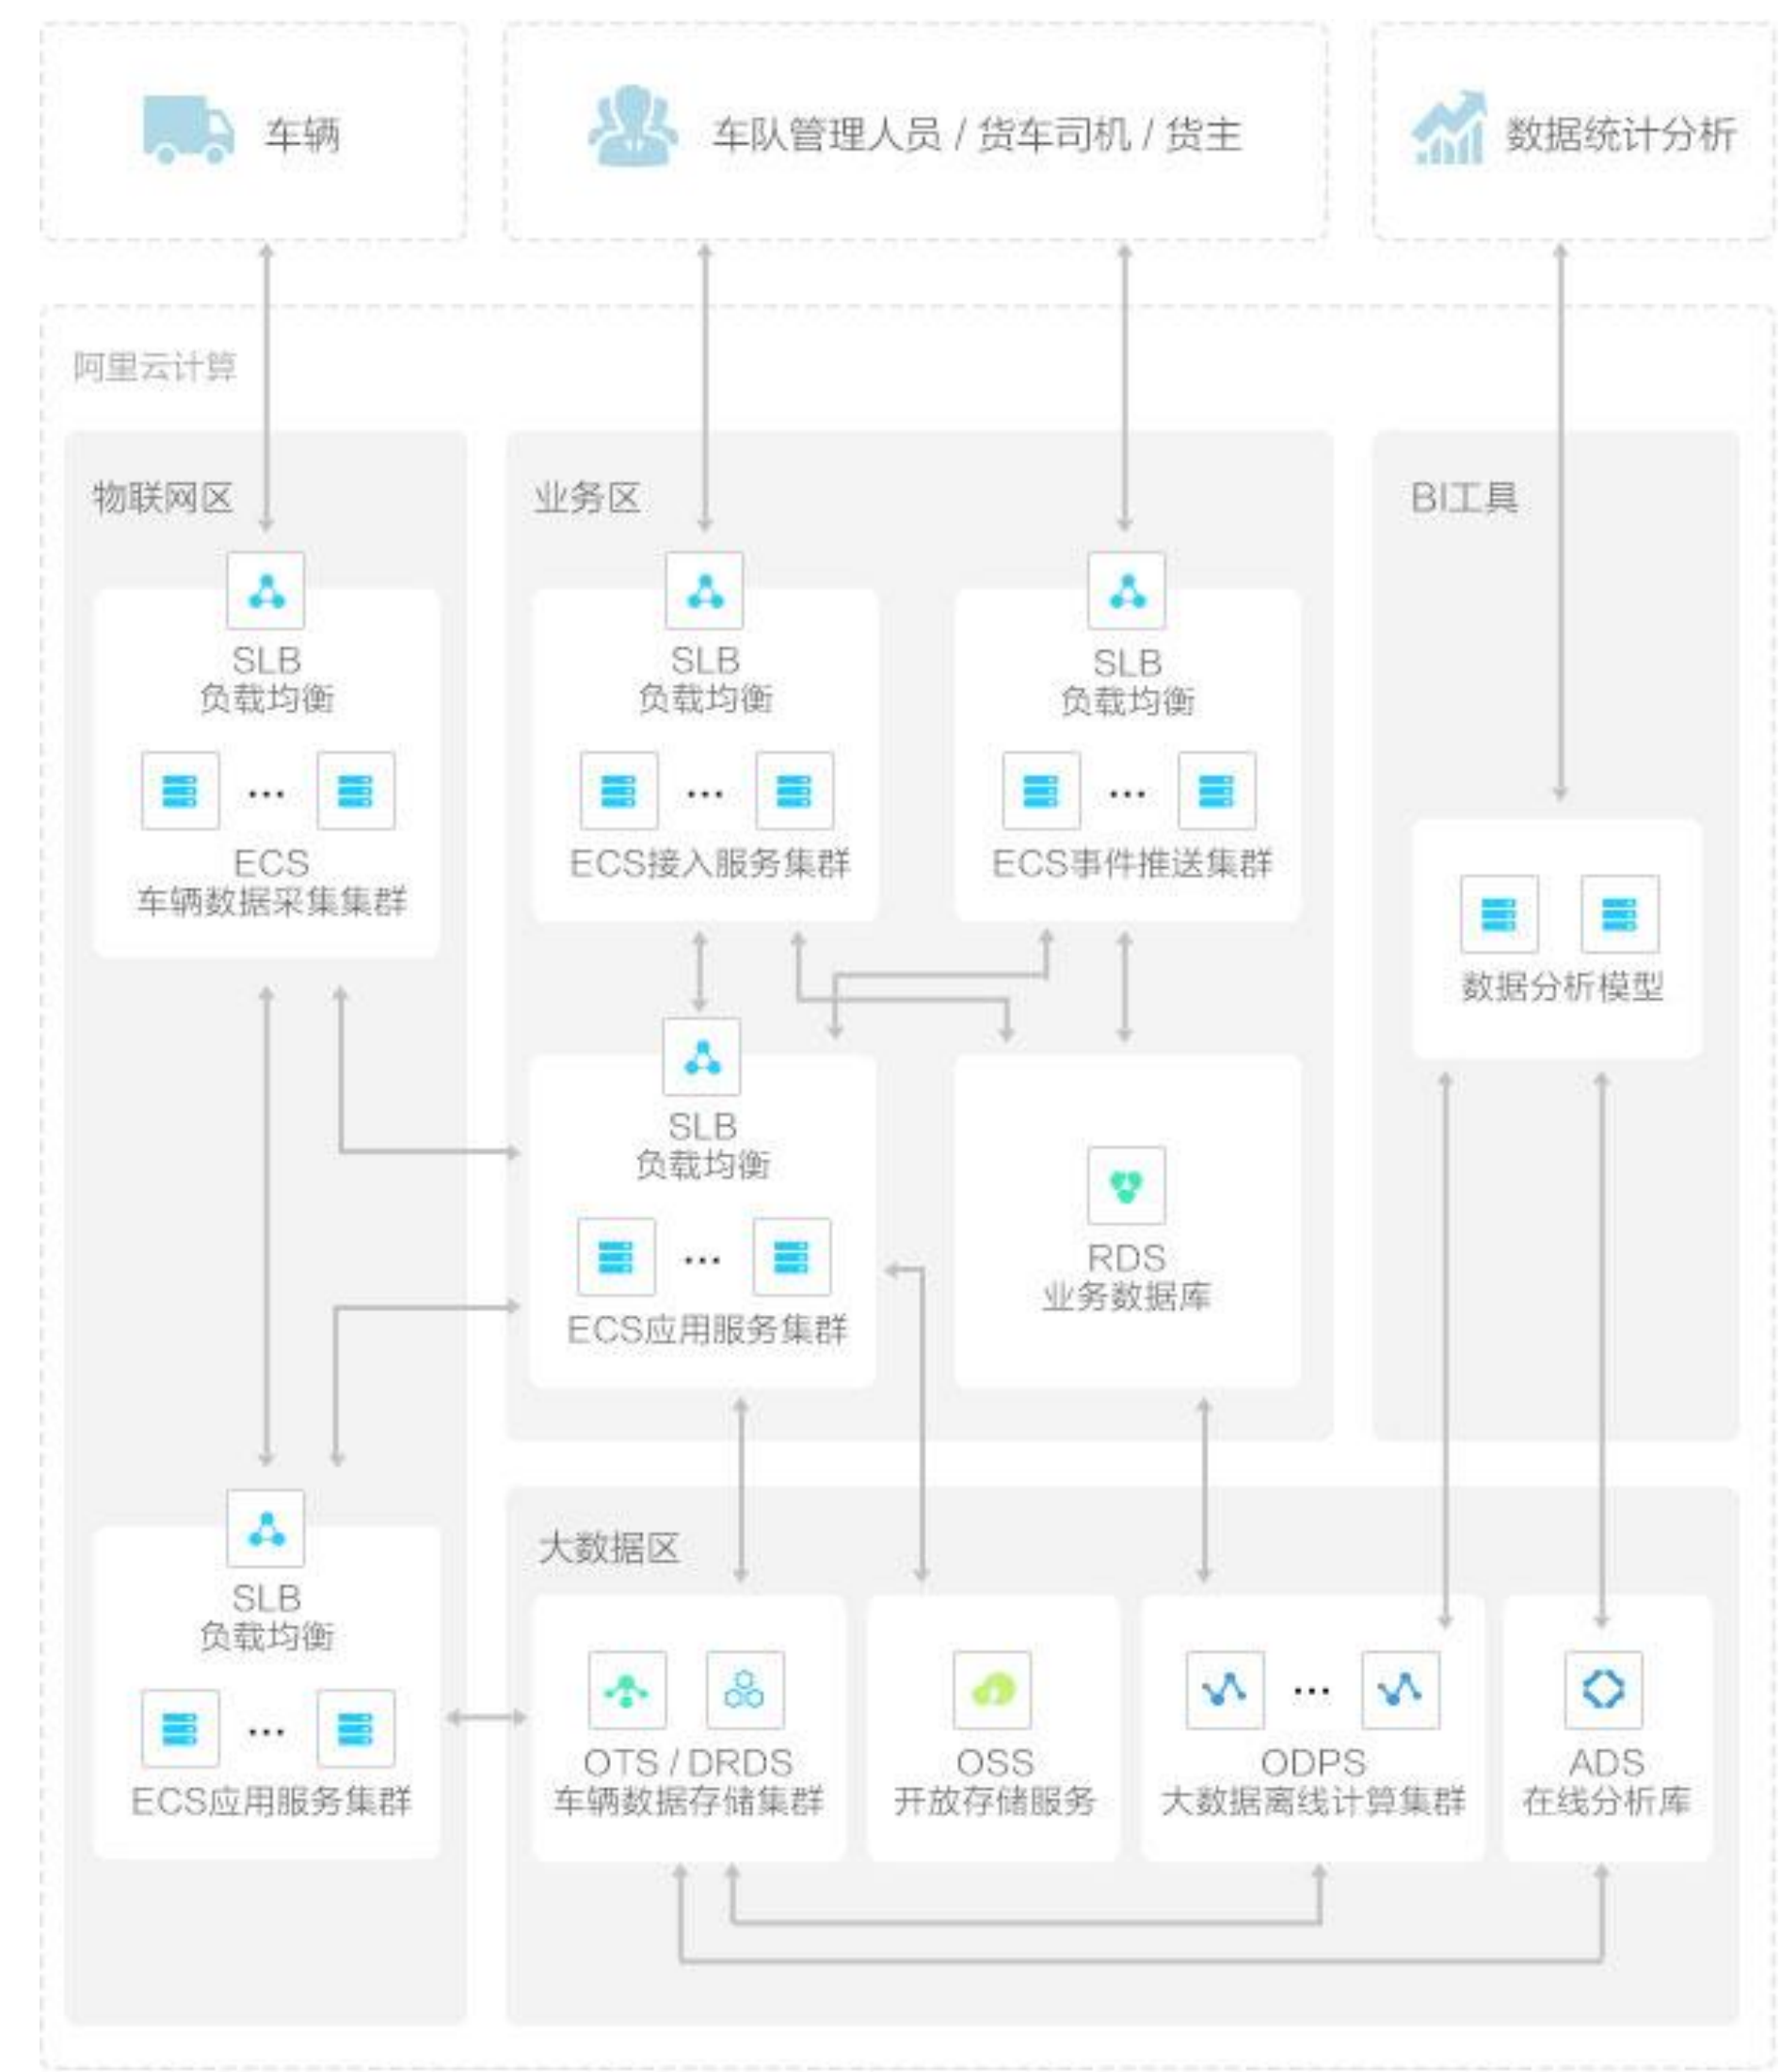 车辆
车队管理人员 / 货车司机 / 货主
数据统计分析
阿里云计算
物联网区
SLB
负载均衡
...
ECS
车辆数据采集集群
SLB
负载均衡
...
ECS应用服务集群
业务区
SLB
负载均衡
...
ECS接入服务集群
SLB
负载均衡
...
ECS事件推送集群
SLB
负载均衡
...
ECS应用服务集群
RDS
业务数据库
BI工具
数据分析模型
大数据区
OTS / DRDS
车辆数据存储集群
OSS
开放存储服务
...
ODPS
大数据离线计算集群
ADS
在线分析库